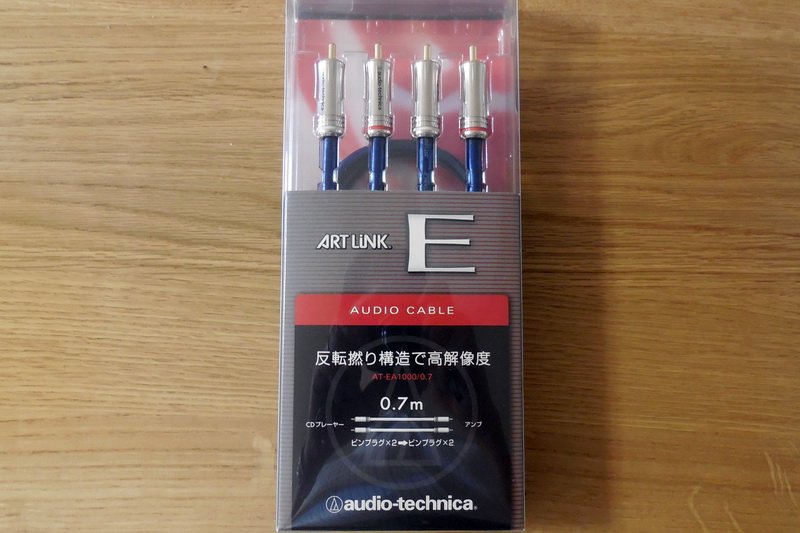 audio-technica
ART LiNK® E
AUDIO CABLE
反転撚り構造で高解像度
AT-EA1000/0.7
0.7m
CDプレーヤー
アンプ
ピンプラグ×2➡ピンプラグ×2
audio-technica®